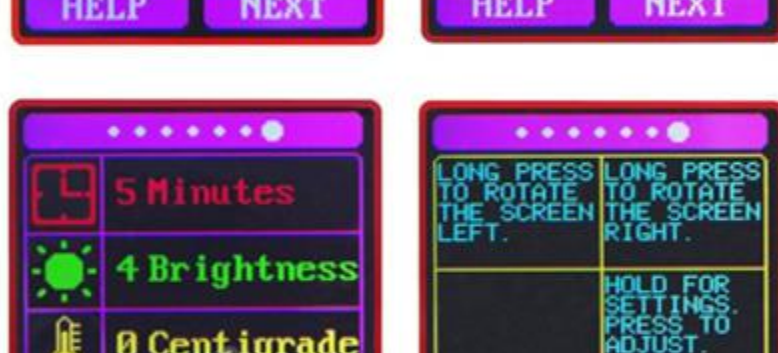 HELP NEXT
HELP NEXT
5 Minutes
4 Brightness
0 Centigrade
LONG PRESS
TO ROTATE
THE SCREEN
LEFT.
LONG PRESS
TO ROTATE
THE SCREEN
RIGHT.
HOLD FOR
SETTINGS.
PRESS TO
ADJUST.